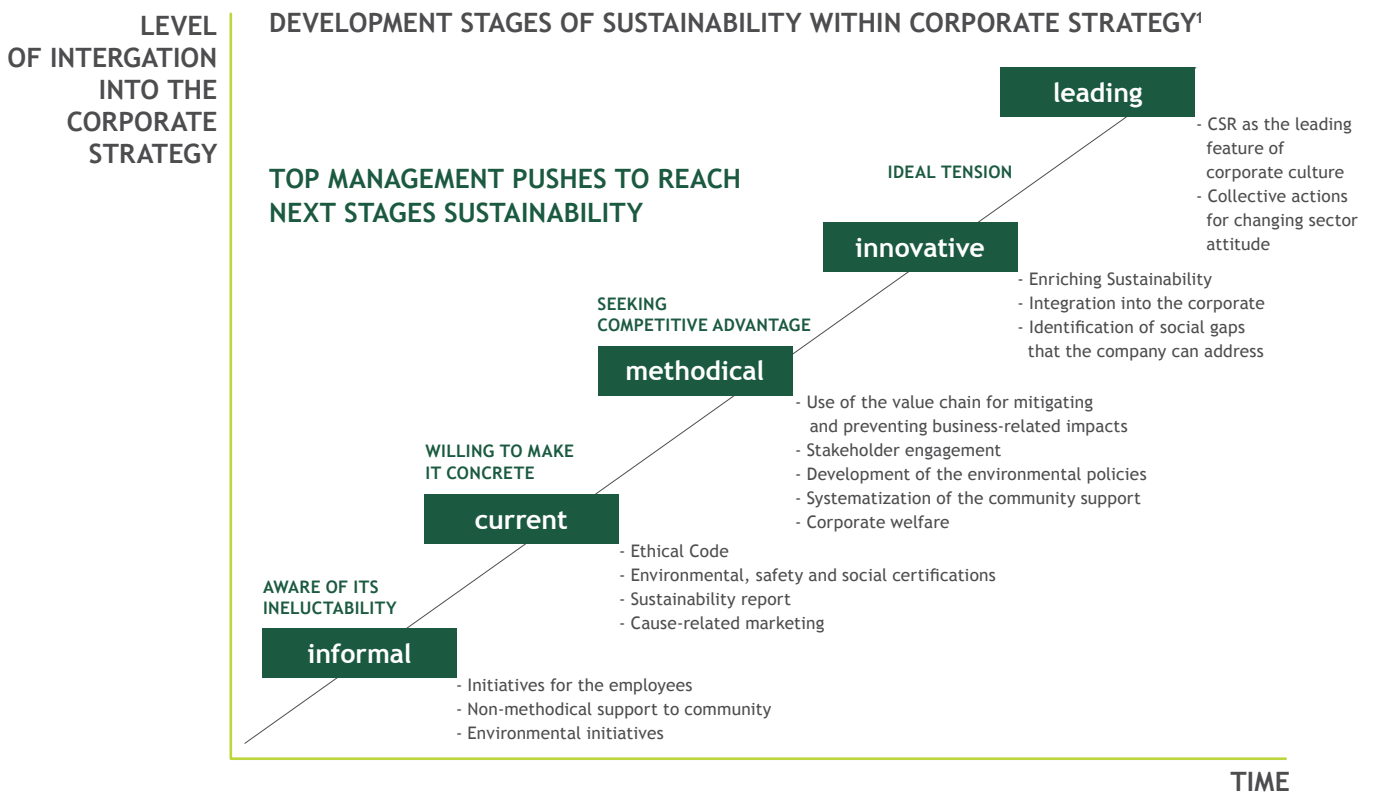 LEVEL
OF INTERGATION
INTO THE
CORPORATE
STRATEGY
DEVELOPMENT STAGES OF SUSTAINABILITY WITHIN CORPORATE STRATEGY¹
TOP MANAGEMENT PUSHES TO REACH
NEXT STAGES SUSTAINABILITY
leading
- CSR as the leading
feature of
corporate culture
- Collective actions
for changing sector
attitude
IDEAL TENSION
innovative
- Enriching Sustainability
- Integration into the corporate
- Identification of social gaps
that the company can address
SEEKING
COMPETITIVE ADVANTAGE
methodical
- Use of the value chain for mitigating
and preventing business-related impacts
- Stakeholder engagement
- Development of the environmental policies
- Systematization of the community support
- Corporate welfare
WILLING TO MAKE
IT CONCRETE
current
- Ethical Code
- Environmental, safety and social certifications
- Sustainability report
- Cause-related marketing
AWARE OF ITS
INELUCTABILITY
informal
- Initiatives for the employees
- Non-methodical support to community
- Environmental initiatives
TIME